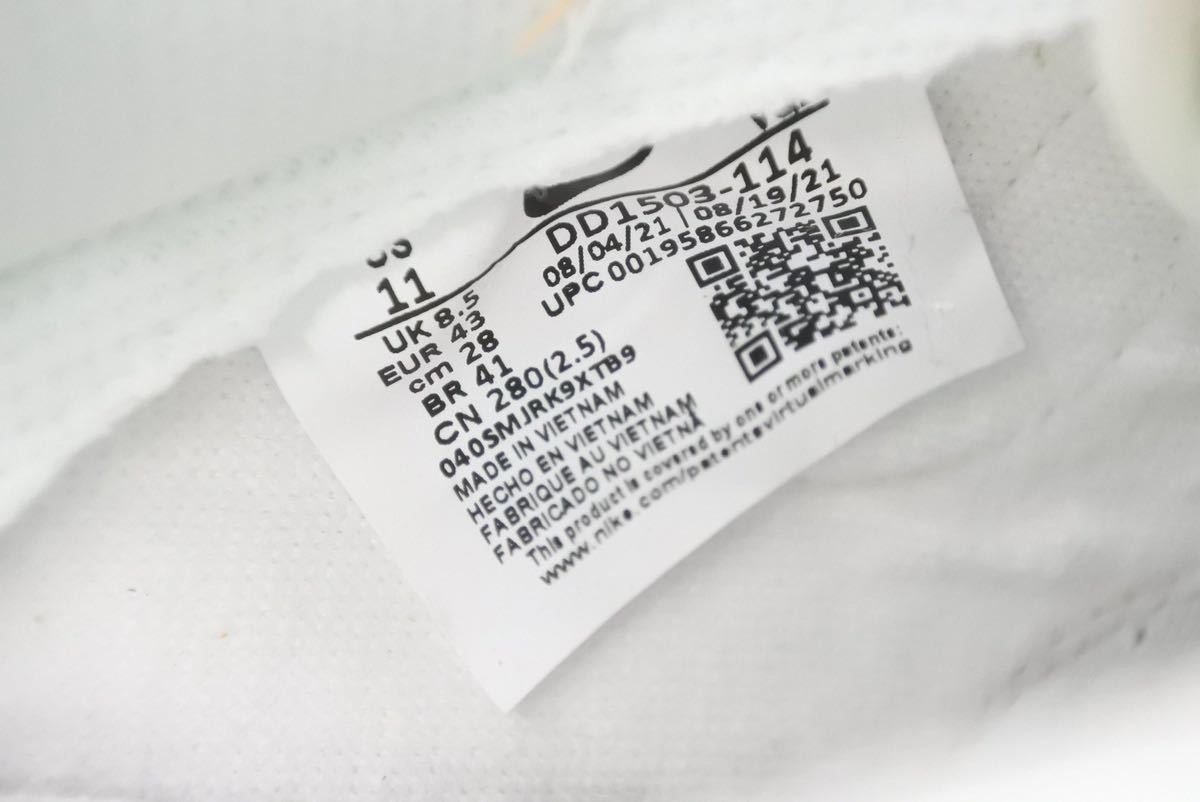 11
UK 8.5
EUR 43
cm 28
BR 41
CN 280(2.5)
040SMJRK9XTB9
MADE IN VIETNAM
HECHO EN VIETNAM
FABRIQUE AU VIETNAM
FABRICADO NO VIETNÃ
This product is covered by one or more patents:
www.nike.com/patentsvirtualmarking
DD1503-114
08/04/21 | 08/19/21
UPC 00195866272750